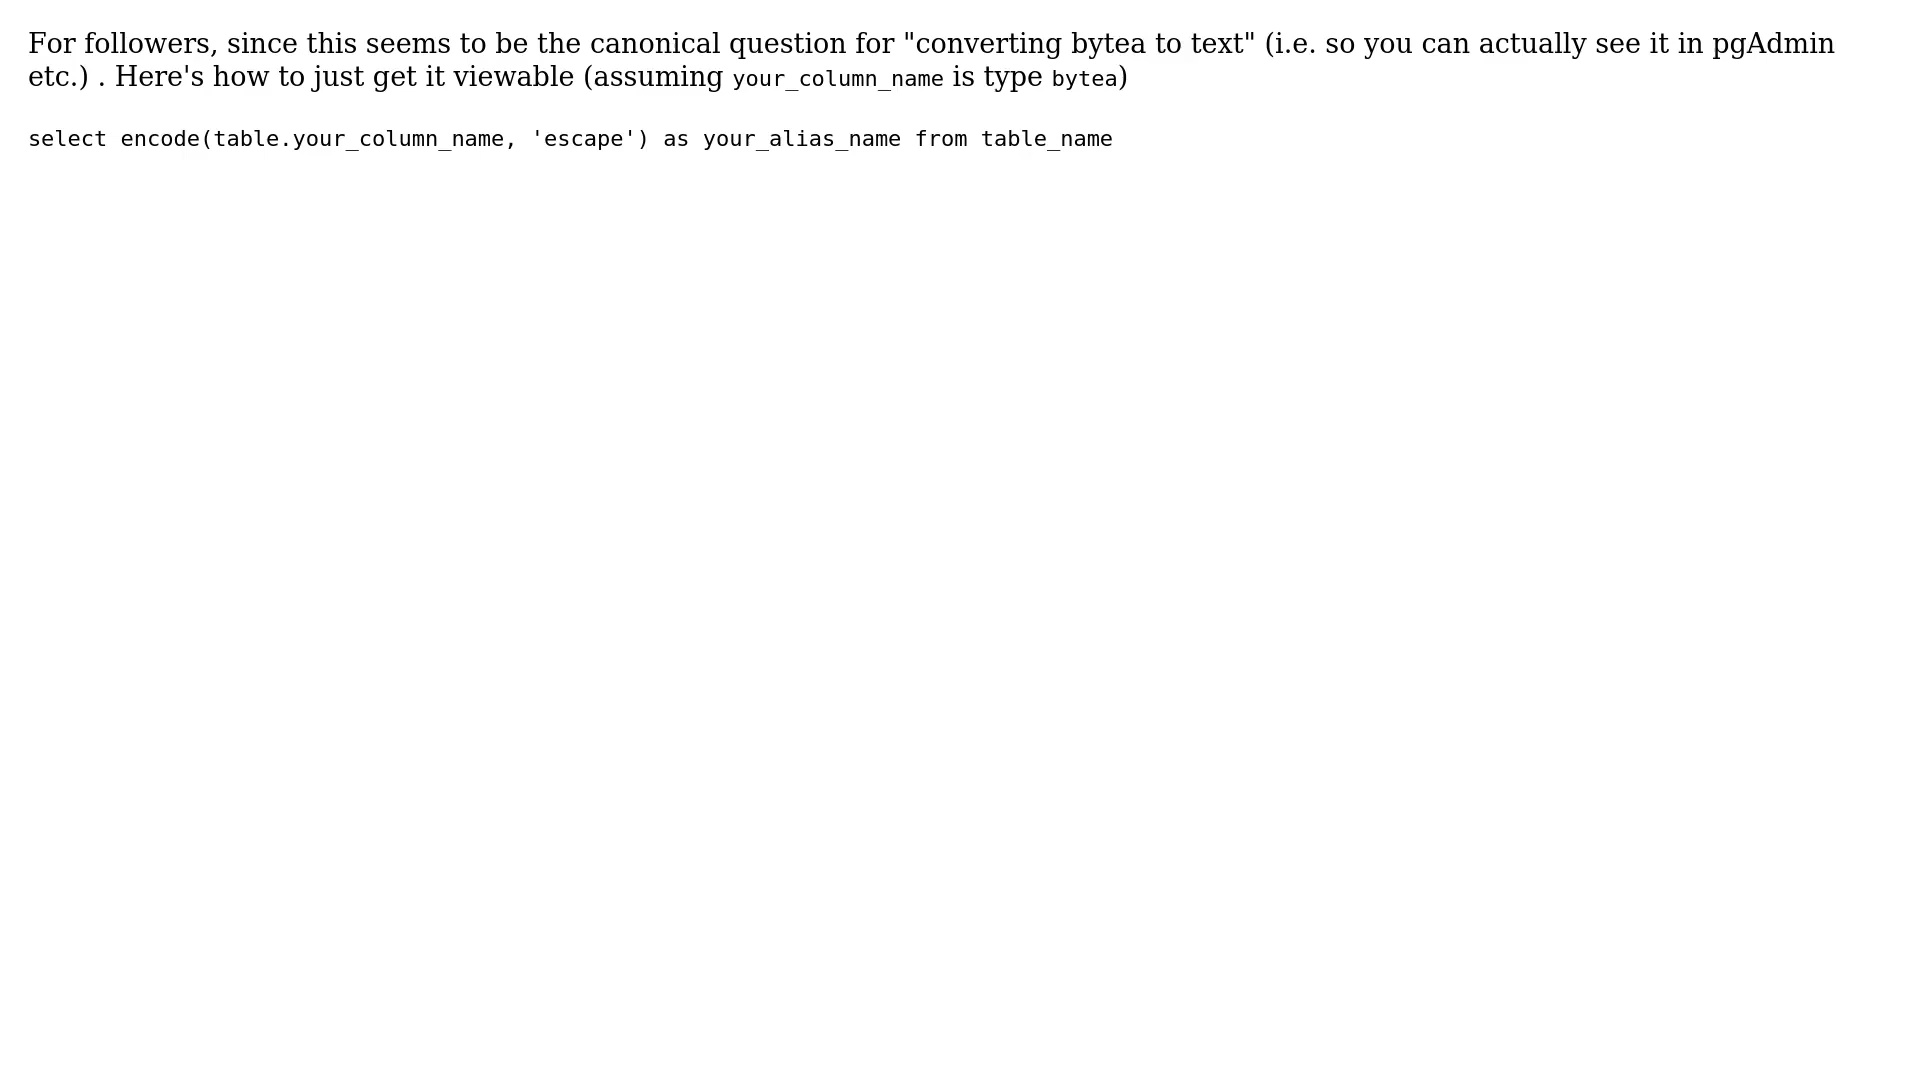 For followers, since this seems to be the canonical question for "converting bytea to text" (i.e. so you can actually see it in pgAdmin
etc.) . Here's how to just get it viewable (assuming your_column_name is type bytea)
select encode(table.your_column_name, 'escape') as your_alias_name from table_name